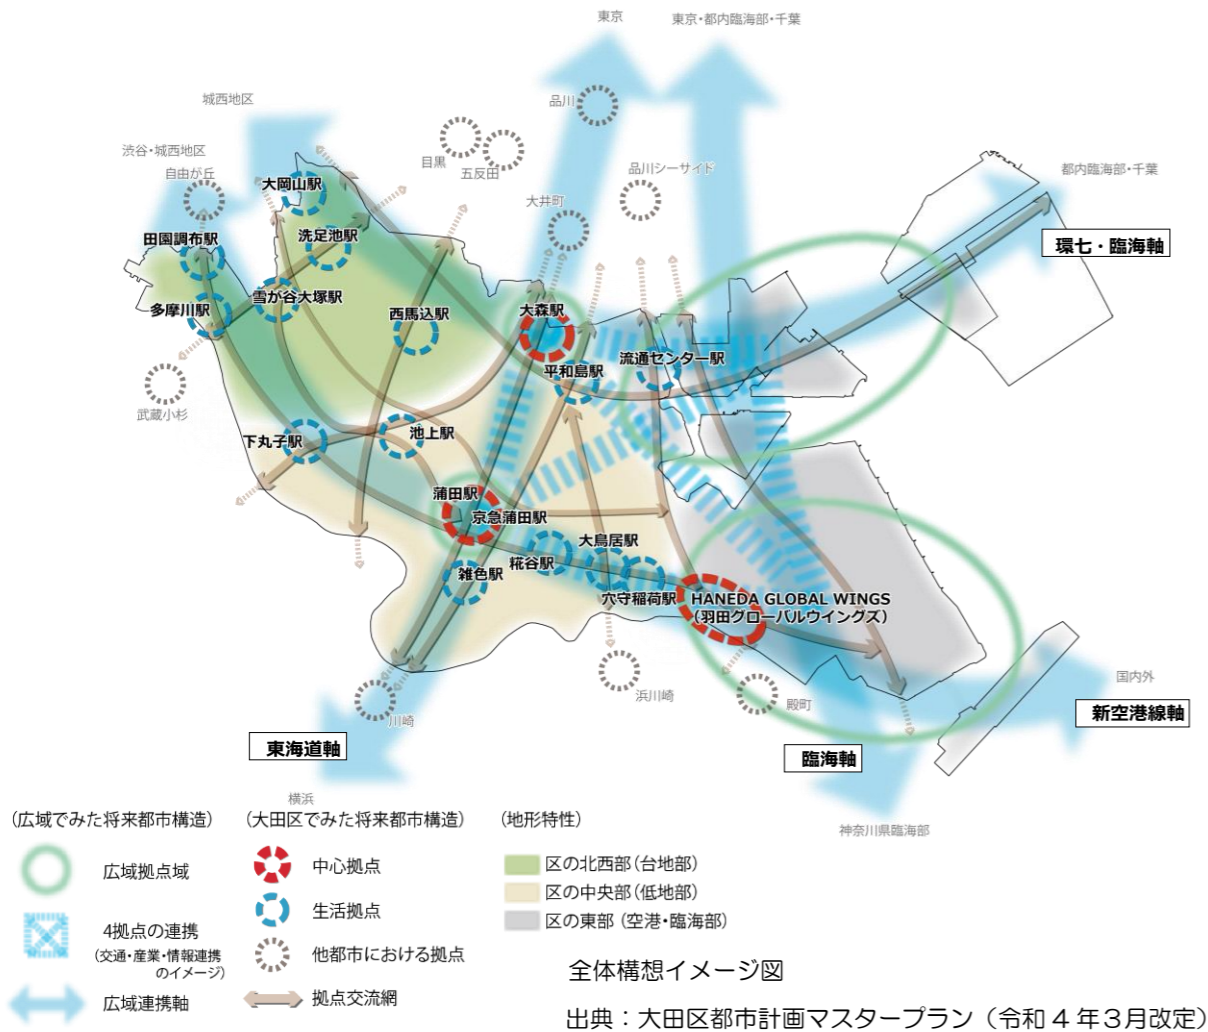 東京
東京・都内臨海部・千葉
城西地区
品川
渋谷・城西地区
自由が丘
目黒
五反田
品川シーサイド
都内臨海部・千葉
大岡山駅
大井町
田園調布駅
洗足池駅
環七・臨海軸
雪が谷大塚駅
多摩川駅
西馬込駅
大森駅
流通センター駅
平和島駅
武蔵小杉
下丸子駅
池上駅
蒲田駅
京急蒲田駅
大鳥居駅
糀谷駅
雑色駅
穴守稲荷駅
HANEDA GLOBAL WINGS
（羽田グローバルウイングズ）
国内外
浜川崎
殿町
川崎
新空港線軸
東海道軸
臨海軸
横浜
神奈川県臨海部
（広域でみた将来都市構造）
広域拠点域
4拠点の連携
（交通・産業・情報連携
のイメージ）
広域連携軸
（大田区でみた将来都市構造）
中心拠点
生活拠点
他都市における拠点
拠点交流網
（地形特性）
区の北西部（台地部）
区の中央部（低地部）
区の東部（空港・臨海部）
全体構想イメージ図
出典：大田区都市計画マスタープラン（令和４年３月改定）